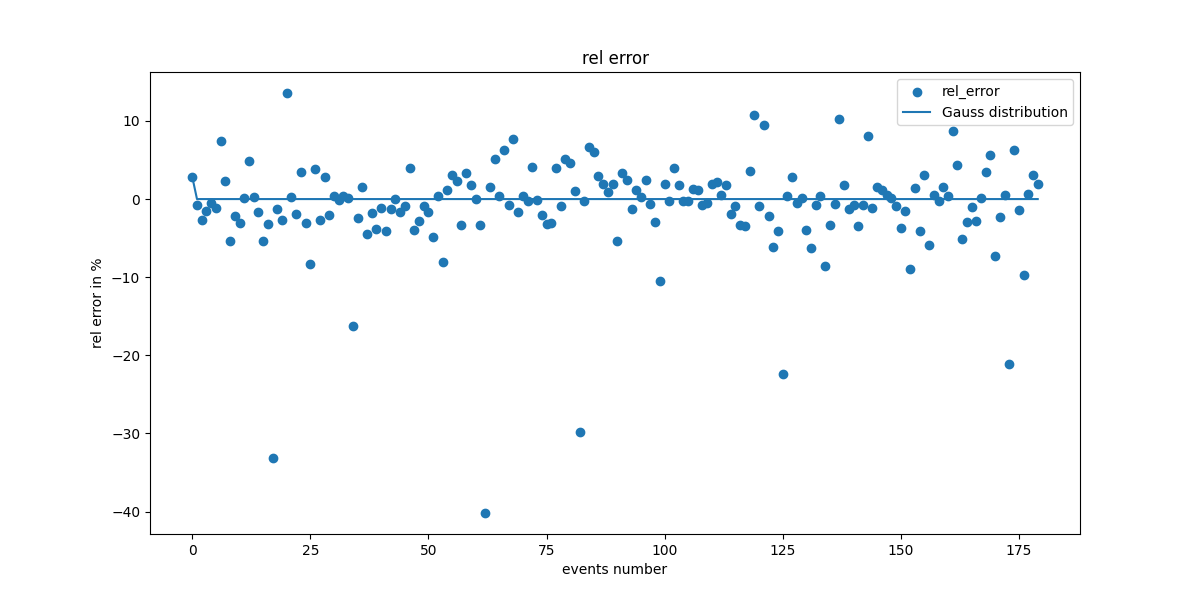 rel error
rel_error
Gauss distribution
10
0
−10
−20
−30
−40
rel error in %
0
25
50
75
100
125
150
175
events number